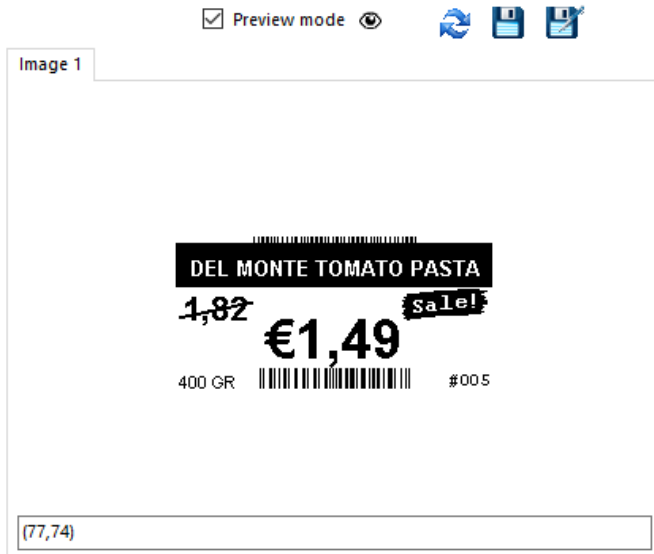 Preview mode
Image 1
DEL MONTE TOMATO PASTA
1,82
Sale!
€1,49
400 GR
#005
(77,74)